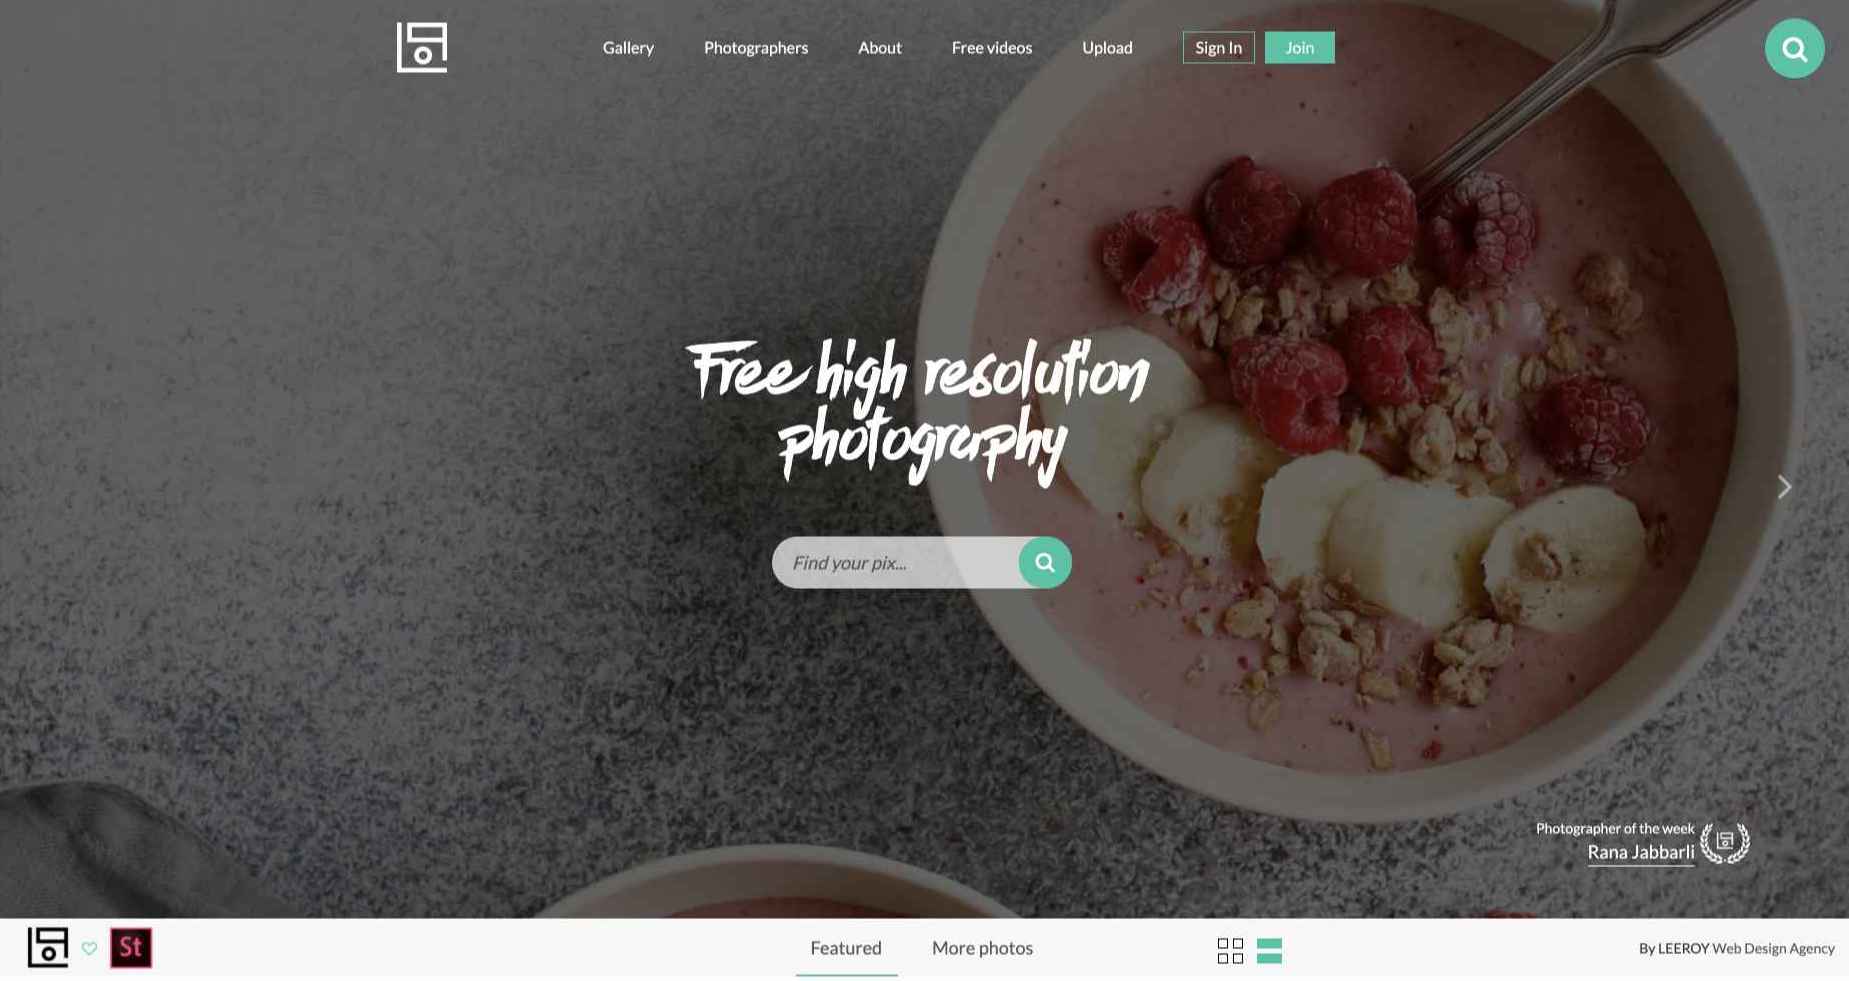 Gallery Photographers About Free videos Upload Sign In Join
Free high resolution
photography
Find your pix...
Photographer of the week
Rana Jabbarli
St Featured More photos By LEEROY Web Design Agency